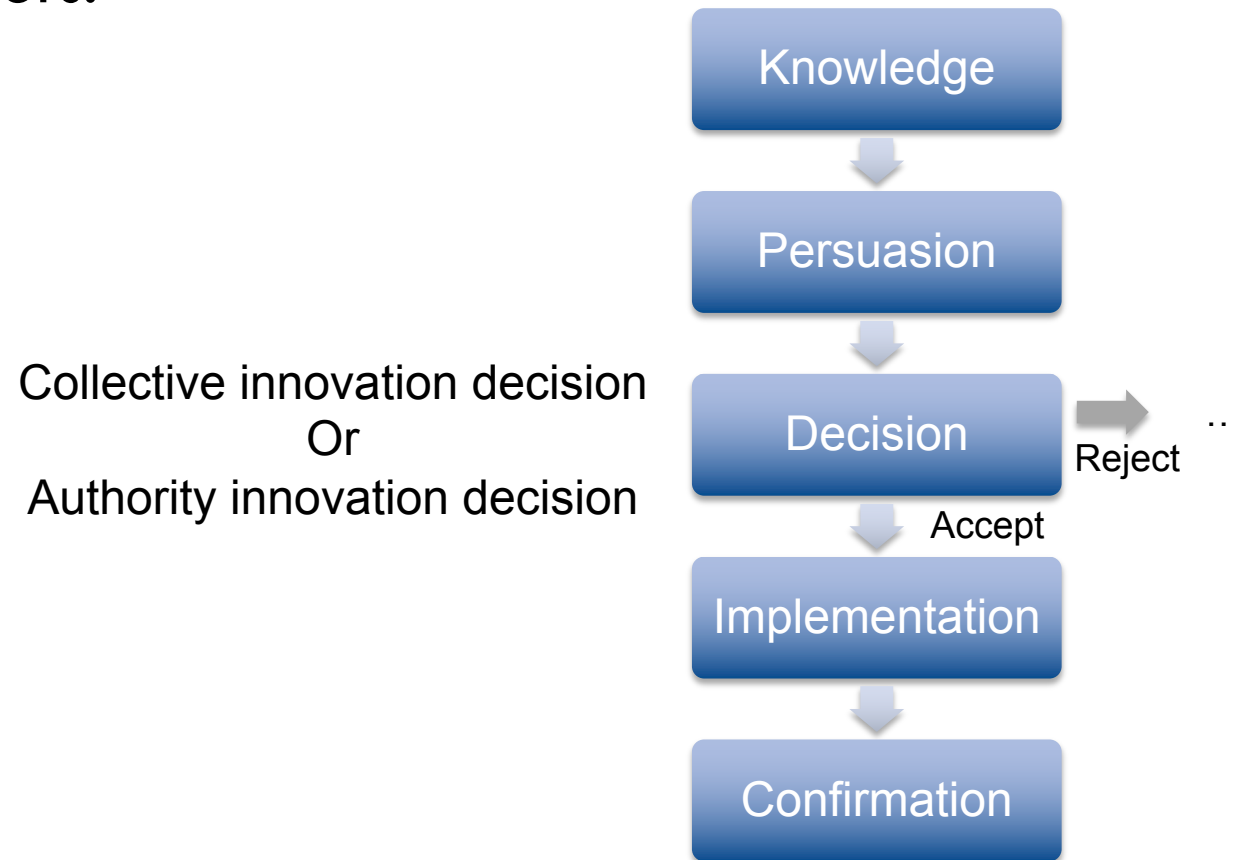 Knowledge
Persuasion
Collective innovation decision
Or
Authority innovation decision
Decision
Reject
..
Accept
Implementation
Confirmation